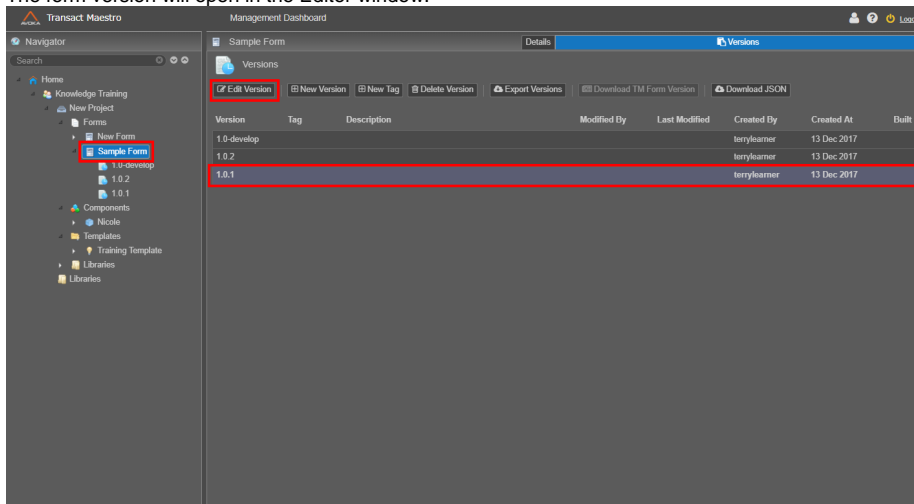 The form version will open in the Editor window.
AVOKA Transact Maestro Management Dashboard
Navigator Sample Form Details Versions
Search
Versions
Edit Version New Version New Tag Delete Version Export Versions Download TM Form Version Download JSON
Home
Knowledge Training
New Project
Forms
New Form
Sample Form
1.0-develop
1.0.2
1.0.1
Components
Nicole
Templates
Training Template
Libraries
Libraries
Version Tag Description Modified By Last Modified Created By Created At Built
1.0-develop terrylearner 13 Dec 2017
1.0.2 terrylearner 13 Dec 2017
1.0.1 terrylearner 13 Dec 2017